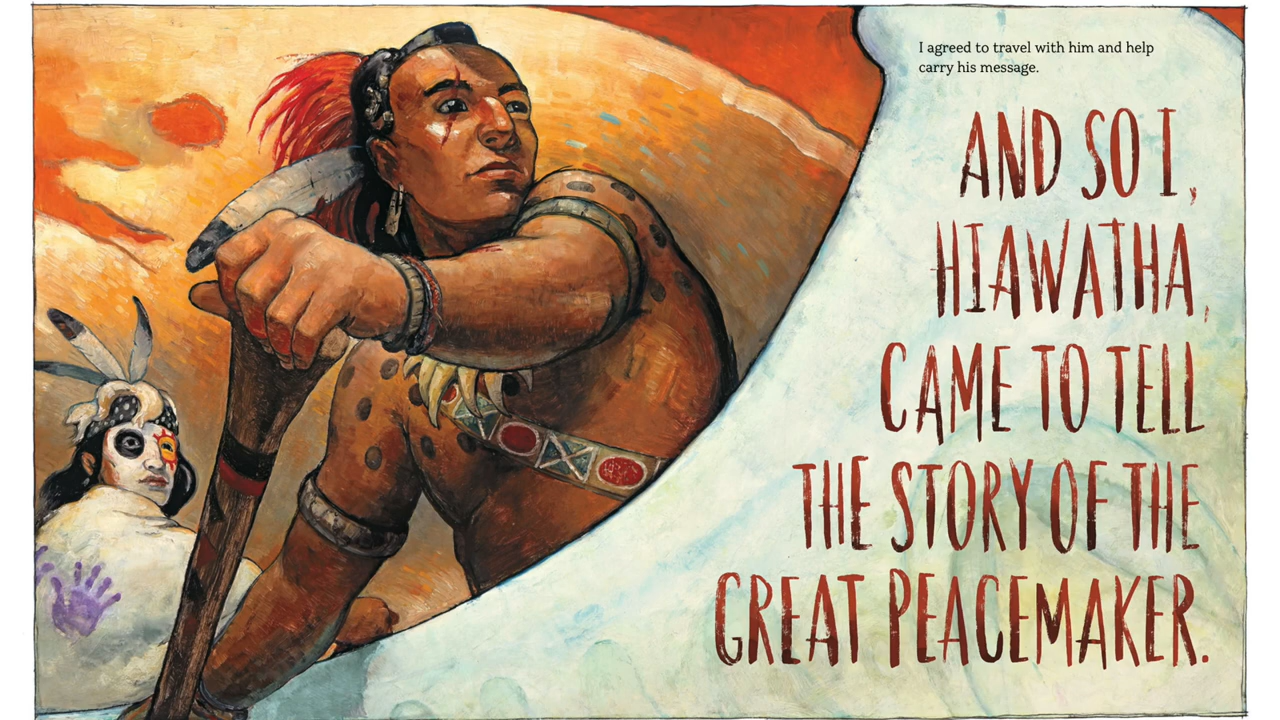 I agreed to travel with him and help
carry his message.
AND SO I,
HIAWATHA,
CAME TO TELL
THE STORY OF THE
GREAT PEACEMAKER.